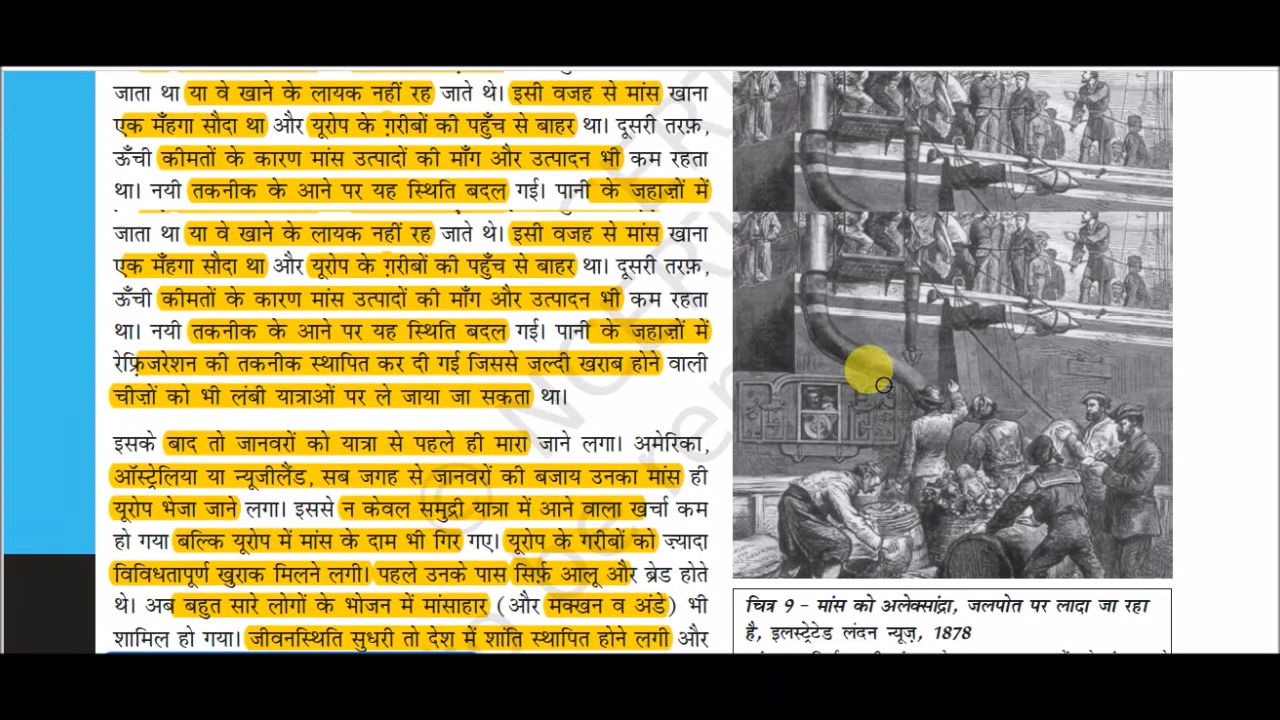 जाता था या वे खाने के लायक नहीं रह जाते थे। इसी वजह से मांस खाना
एक मँहगा सौदा था और यूरोप के ग़रीबों की पहुँच से बाहर था। दूसरी तरफ़,
ऊँची कीमतों के कारण मांस उत्पादों की माँग और उत्पादन भी कम रहता
था। नयी तकनीक के आने पर यह स्थिति बदल गई। पानी के जहाज़ों में
जाता था या वे खाने के लायक नहीं रह जाते थे। इसी वजह से मांस खाना
एक मँहगा सौदा था और यूरोप के ग़रीबों की पहुँच से बाहर था। दूसरी तरफ़,
ऊँची कीमतों के कारण मांस उत्पादों की माँग और उत्पादन भी कम रहता
था। नयी तकनीक के आने पर यह स्थिति बदल गई। पानी के जहाज़ों में
रेफ़्रिजरेशन की तकनीक स्थापित कर दी गई जिससे जल्दी खराब होने वाली
चीज़ों को भी लंबी यात्राओं पर ले जाया जा सकता था।
इसके बाद तो जानवरों को यात्रा से पहले ही मारा जाने लगा। अमेरिका,
ऑस्ट्रेलिया या न्यूजीलैंड, सब जगह से जानवरों की बजाय उनका मांस ही
यूरोप भेजा जाने लगा। इससे न केवल समुद्री यात्रा में आने वाला खर्चा कम
हो गया बल्कि यूरोप में मांस के दाम भी गिर गए। यूरोप के गरीबों को ज़्यादा
विविधतापूर्ण खुराक मिलने लगी। पहले उनके पास सिर्फ़ आलू और ब्रेड होते
थे। अब बहुत सारे लोगों के भोजन में मांसाहार (और मक्खन व अंडे) भी
शामिल हो गया। जीवनस्थिति सुधरी तो देश में शांति स्थापित होने लगी और
चित्र 9 – मांस को अलेक्सांद्रा, जलपोत पर लादा जा रहा
है, इलस्ट्रेटेड लंदन न्यूज़, 1878